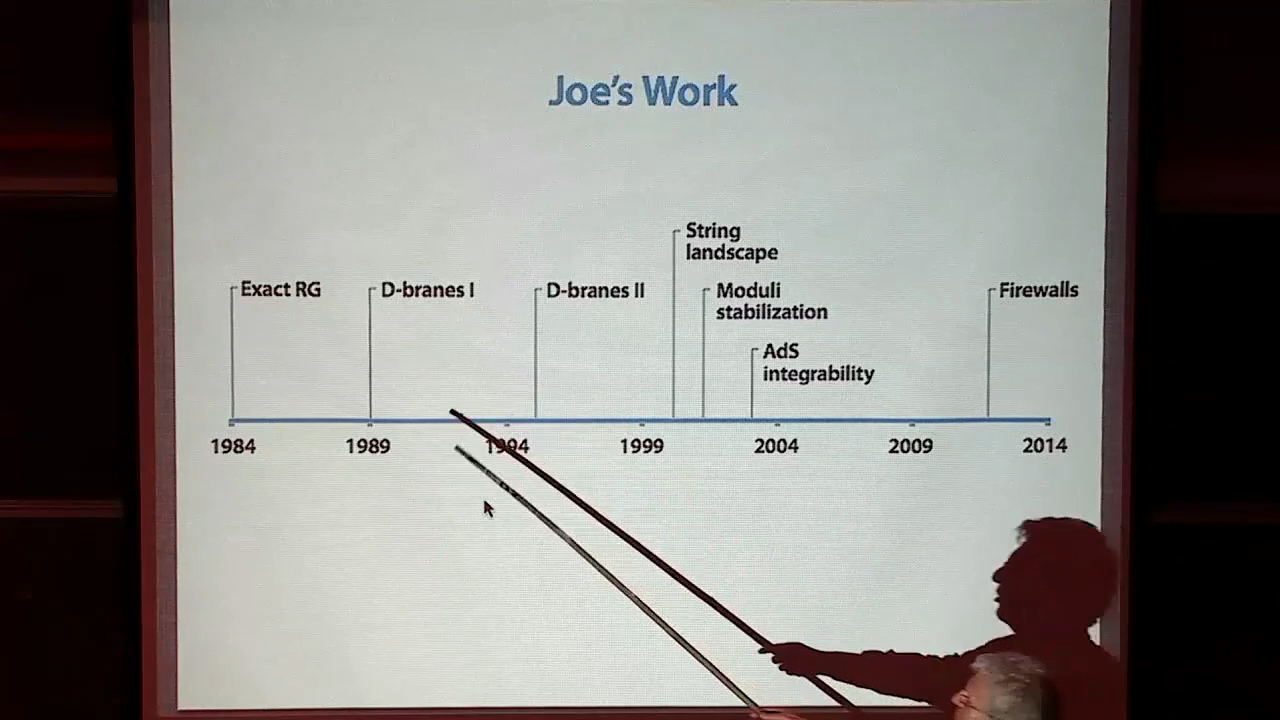 Joe's Work
String
landscape
Exact RG
D-branes I
D-branes II
Moduli
stabilization
Firewalls
AdS
integrability
1984
1989
1994
1999
2004
2009
2014